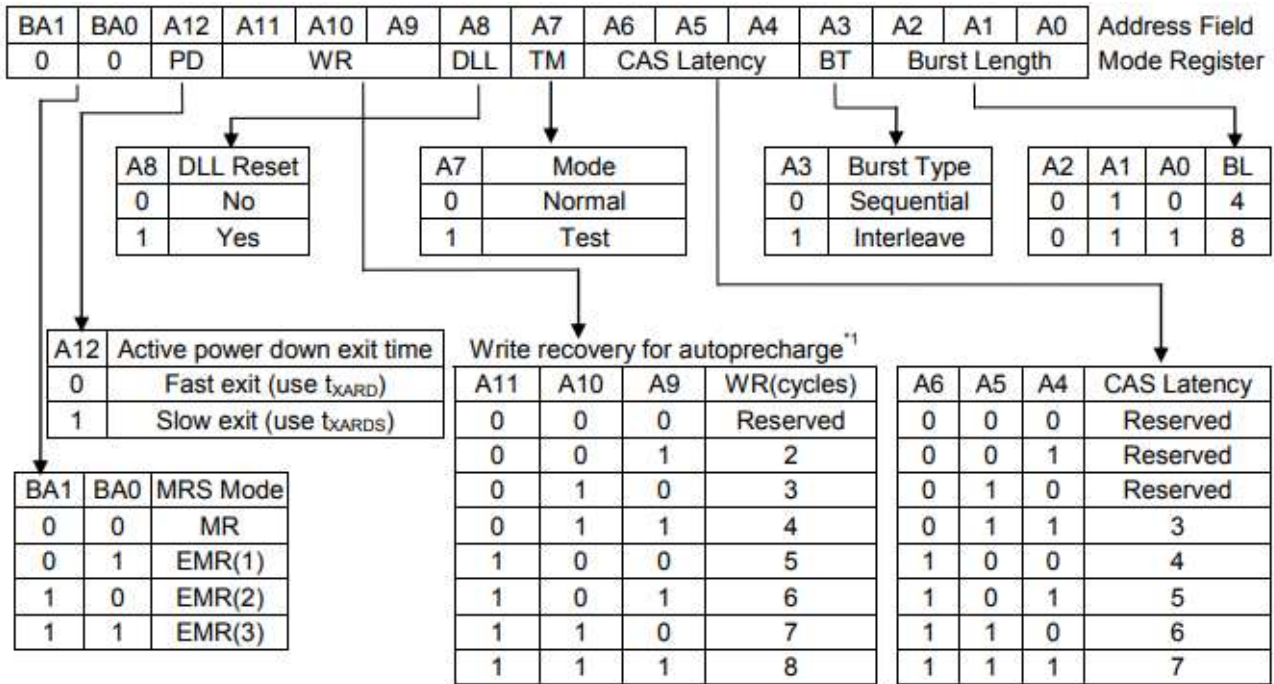 BA1 BA0 A12 A11 A10 A9 A8 A7 A6 A5 A4 A3 A2 A1 A0 Address Field
0 0 PD WR DLL TM CAS Latency BT Burst Length Mode Register
A8 DLL Reset
0 No
1 Yes
A7 Mode
0 Normal
1 Test
A3 Burst Type
0 Sequential
1 Interleave
A2 A1 A0 BL
0 1 0 4
0 1 1 8
A12 Active power down exit time
0 Fast exit (use tXARD)
1 Slow exit (use tXARDS)
Write recovery for autoprecharge*1
A11 A10 A9 WR(cycles)
0 0 0 Reserved
0 0 1 2
0 1 0 3
0 1 1 4
1 0 0 5
1 0 1 6
1 1 0 7
1 1 1 8
A6 A5 A4 CAS Latency
0 0 0 Reserved
0 0 1 Reserved
0 1 0 Reserved
0 1 1 3
1 0 0 4
1 0 1 5
1 1 0 6
1 1 1 7
BA1 BA0 MRS Mode
0 0 MR
0 1 EMR(1)
1 0 EMR(2)
1 1 EMR(3)